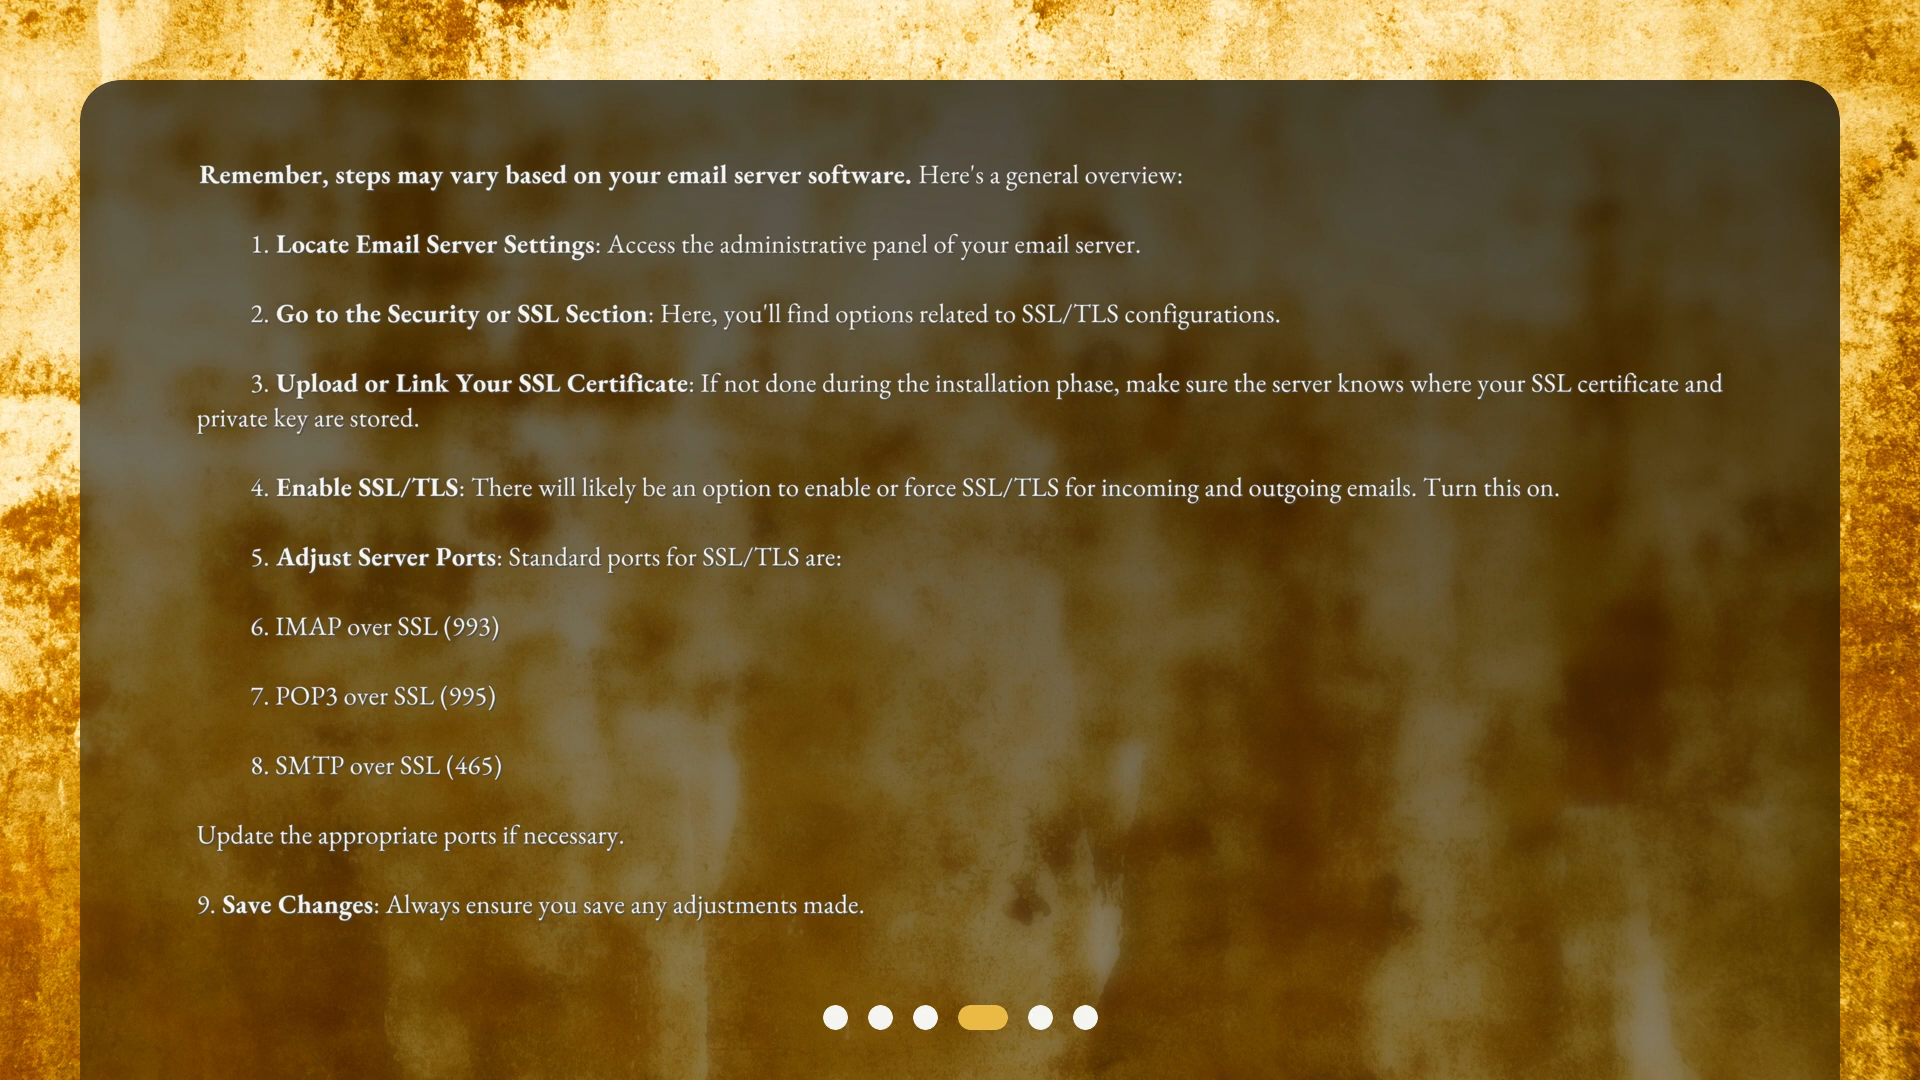 Remember, steps may vary based on your email server software. Here's a general overview:
1. Locate Email Server Settings: Access the administrative panel of your email server.
2. Go to the Security or SSL Section: Here, you'll find options related to SSL/TLS configurations.
3. Upload or Link Your SSL Certificate: If not done during the installation phase, make sure the server knows where your SSL certificate and
private key are stored.
4. Enable SSL/TLS: There will likely be an option to enable or force SSL/TLS for incoming and outgoing emails. Turn this on.
5. Adjust Server Ports: Standard ports for SSL/TLS are:
6. IMAP over SSL (993)
7. POP3 over SSL (995)
8. SMTP over SSL (465)
Update the appropriate ports if necessary.
9. Save Changes: Always ensure you save any adjustments made.